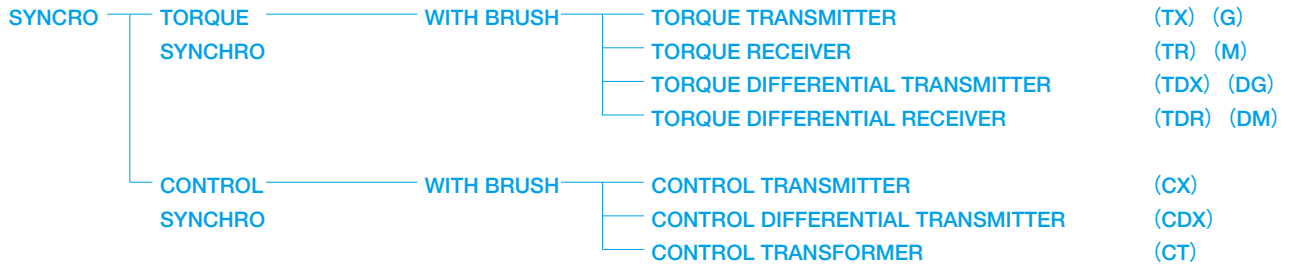 SYNCRO TORQUE WITH BRUSH TORQUE TRANSMITTER (TX) (G)
SYNCHRO TORQUE RECEIVER (TR) (M)
TORQUE DIFFERENTIAL TRANSMITTER (TDX) (DG)
TORQUE DIFFERENTIAL RECEIVER (TDR) (DM)
CONTROL WITH BRUSH CONTROL TRANSMITTER (CX)
SYNCHRO CONTROL DIFFERENTIAL TRANSMITTER (CDX)
CONTROL TRANSFORMER (CT)